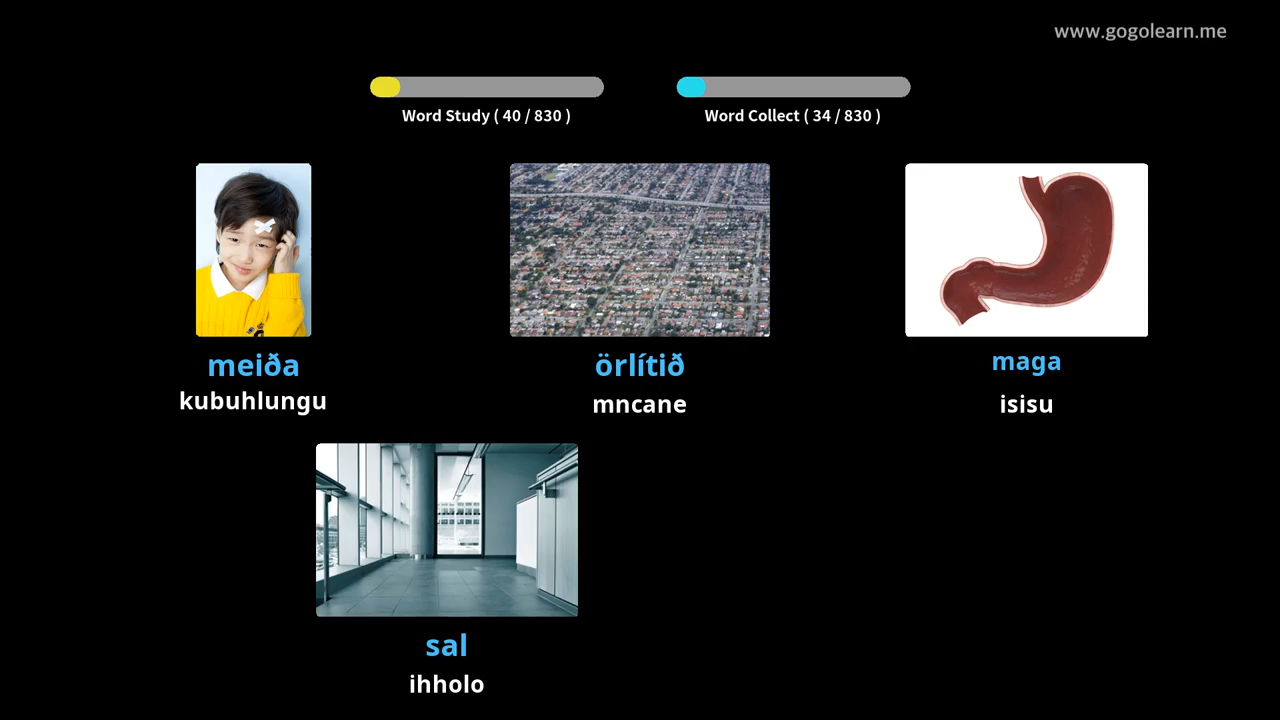 www.gogolearn.me
Word Study ( 40 / 830 )
Word Collect ( 34 / 830 )
meiða
kubuhlungu
örlítið
mncane
maga
isisu
sal
ihholo